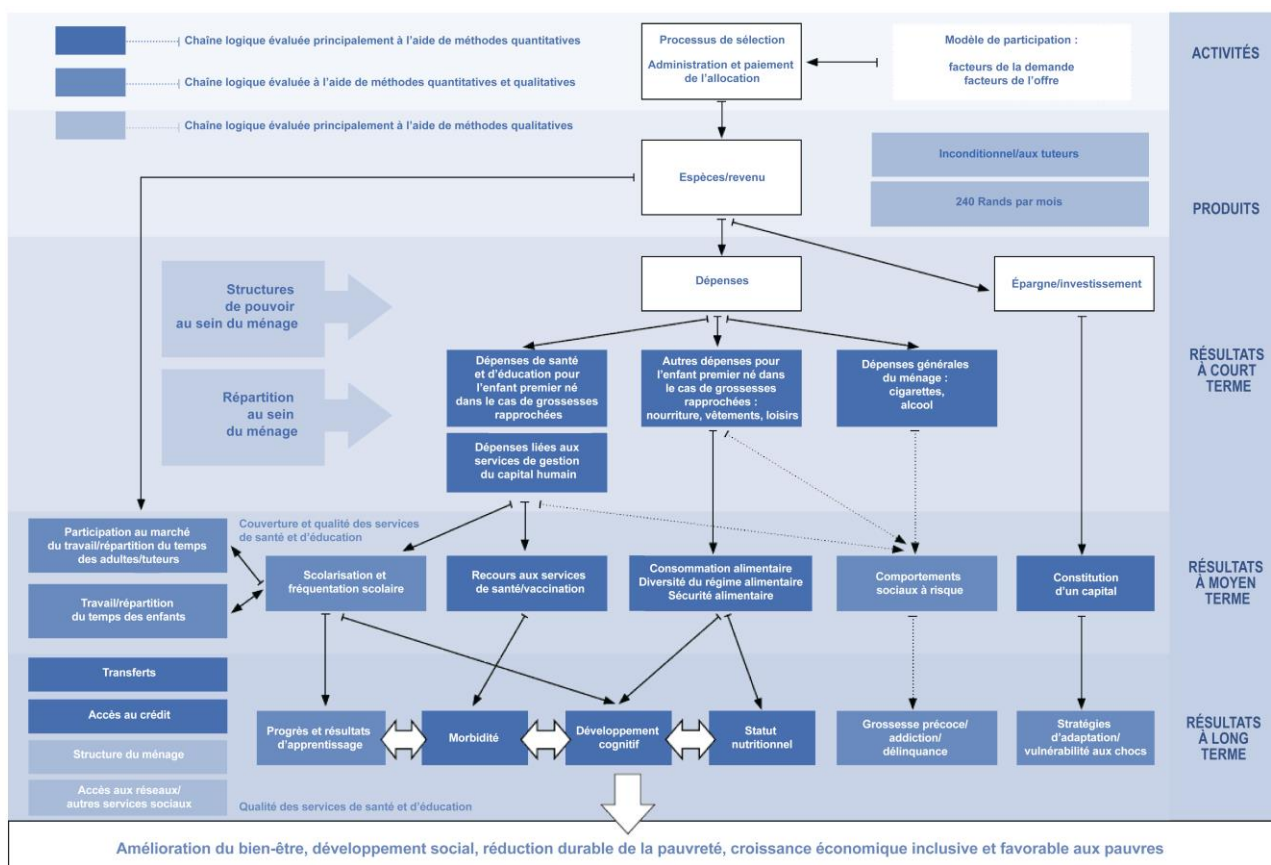 Chaîne logique évaluée principalement à l'aide de méthodes quantitatives
Chaîne logique évaluée à l'aide de méthodes quantitatives et qualitatives
Chaîne logique évaluée principalement à l'aide de méthodes qualitatives
Processus de sélection
Administration et paiement
de l'allocation
Modèle de participation :
facteurs de la demande
facteurs de l'offre
ACTIVITÉS
Espèces/revenu
Inconditionnel/aux tuteurs
240 Rands par mois
PRODUITS
Structures
de pouvoir
au sein du ménage
Répartition
au sein
du ménage
Dépenses
Épargne/investissement
Dépenses de santé
et d'éducation pour
l'enfant premier né
dans le cas de grossesses
rapprochées
Autres dépenses pour
l'enfant premier né dans
le cas de grossesses
rapprochées :
nourriture, vêtements, loisirs
Dépenses générales
du ménage :
cigarettes,
alcool
Dépenses liées aux
services de gestion
du capital humain
RÉSULTATS
À COURT
TERME
Participation au marché
du travail/répartition du temps
des adultes/tuteurs
Couverture et qualité des services
de santé et d'éducation
Travail/répartition
du temps des enfants
Scolarisation et
fréquentation scolaire
Recours aux services
de santé/vaccination
Consommation alimentaire
Diversité du régime alimentaire
Sécurité alimentaire
Comportements
sociaux à risque
Constitution
d'un capital
RÉSULTATS
À MOYEN
TERME
Transferts
Accès au crédit
Structure du ménage
Accès aux réseaux/
autres services sociaux
Progrès et résultats
d'apprentissage
Morbidité
Développement
cognitif
Statut
nutritionnel
Grossesse précoce/
addiction/
délinquance
Stratégies
d'adaptation/
vulnérabilité aux chocs
RÉSULTATS
À LONG
TERME
Qualité des services de santé et d'éducation
Amélioration du bien-être, développement social, réduction durable de la pauvreté, croissance économique inclusive et favorable aux pauvres